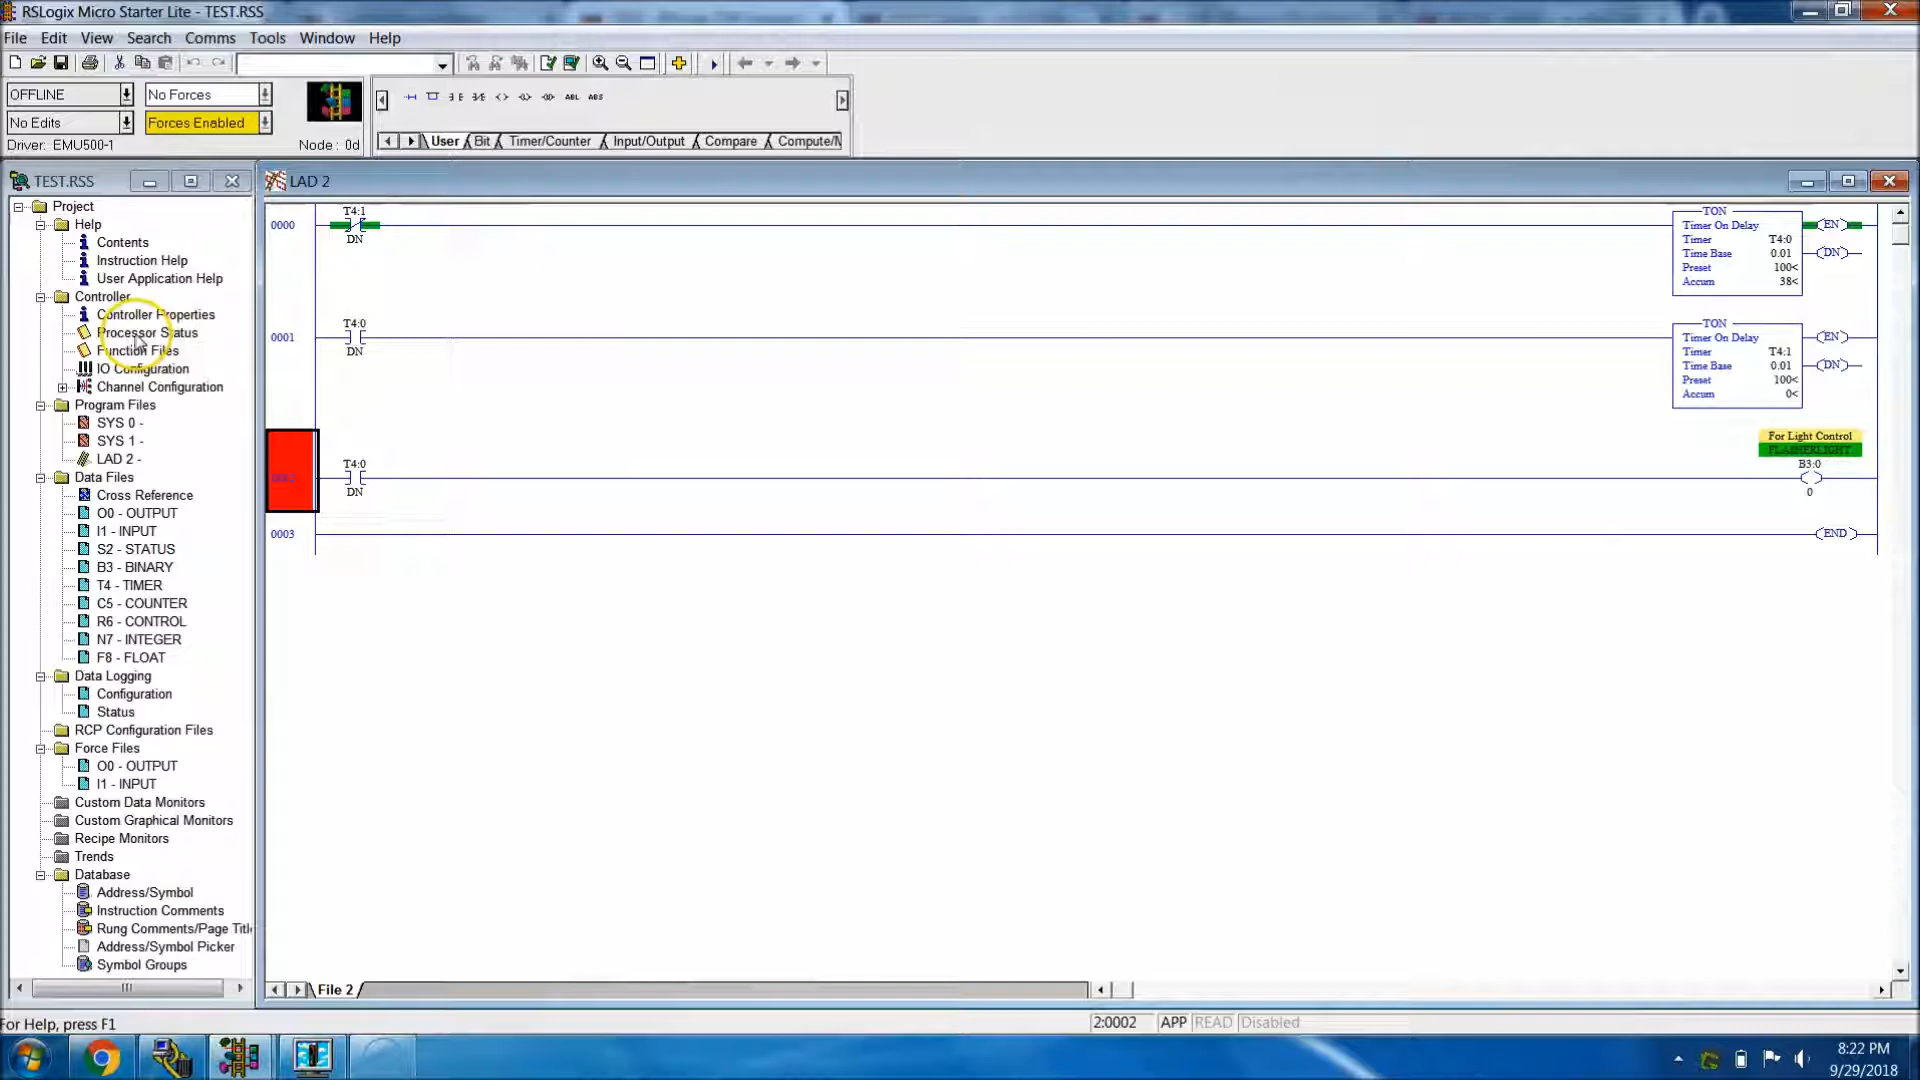 RSLogix Micro Starter Lite - TEST.RSS
File Edit View Search Comms Tools Window Help
OFFLINE No Forces
No Edits Forces Enabled
Driver: EMU500-1 Node : 0d
ABL ABS
User Bit Timer/Counter Input/Output Compare Compute/M
TEST.RSS
Project
Help
Contents
Instruction Help
User Application Help
Controller
Controller Properties
Processor Status
Function Files
IO Configuration
Channel Configuration
Program Files
SYS 0 -
SYS 1 -
LAD 2 -
Data Files
Cross Reference
O0 - OUTPUT
I1 - INPUT
S2 - STATUS
B3 - BINARY
T4 - TIMER
C5 - COUNTER
R6 - CONTROL
N7 - INTEGER
F8 - FLOAT
Data Logging
Configuration
Status
RCP Configuration Files
Force Files
O0 - OUTPUT
I1 - INPUT
Custom Data Monitors
Custom Graphical Monitors
Recipe Monitors
Trends
Database
Address/Symbol
Instruction Comments
Rung Comments/Page Title
Address/Symbol Picker
Symbol Groups
LAD 2
0000
T4:1
DN
TON
Timer On Delay
Timer T4:0
Time Base 0.01
Preset 100<
Accum 38<
EN
DN
0001
T4:0
DN
TON
Timer On Delay
Timer T4:1
Time Base 0.01
Preset 100<
Accum 0<
EN
DN
0002
T4:0
DN
For Light Control
FLASHERLIGHT
B3:0
0
0003
END
File 2
For Help, press F1
2:0002 APP READ Disabled
8:22 PM
9/29/2018